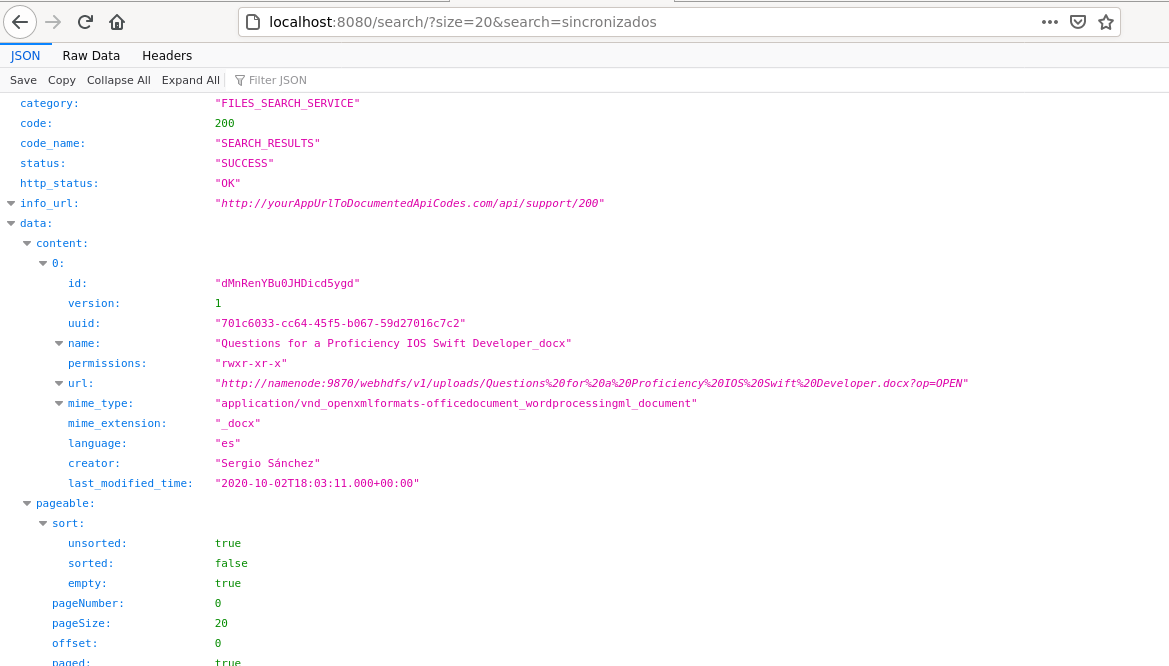 localhost:8080/search/?size=20&search=sincronizados
JSON Raw Data Headers
Save Copy Collapse All Expand All Filter JSON
category: "FILES_SEARCH_SERVICE"
code: 200
code_name: "SEARCH_RESULTS"
status: "SUCCESS"
http_status: "OK"
info_url: "http://yourAppUrlToDocumentedApiCodes.com/api/support/200"
data:
content:
0:
id: "dMnRenYBu0JHDicd5ygd"
version: 1
uuid: "701c6033-cc64-45f5-b067-59d27016c7c2"
name: "Questions for a Proficiency IOS Swift Developer_docx"
permissions: "rwxr-xr-x"
url: "http://namenode:9870/webhdfs/v1/uploads/Questions%20for%20a%20Proficiency%20IOS%20Swift%20Developer.docx?op=OPEN"
mime_type: "application/vnd_openxmlformats-officedocument_wordprocessingml_document"
mime_extension: "_docx"
language: "es"
creator: "Sergio Sánchez"
last_modified_time: "2020-10-02T18:03:11.000+00:00"
pageable:
sort:
unsorted: true
sorted: false
empty: true
pageNumber: 0
pageSize: 20
offset: 0
paged: true